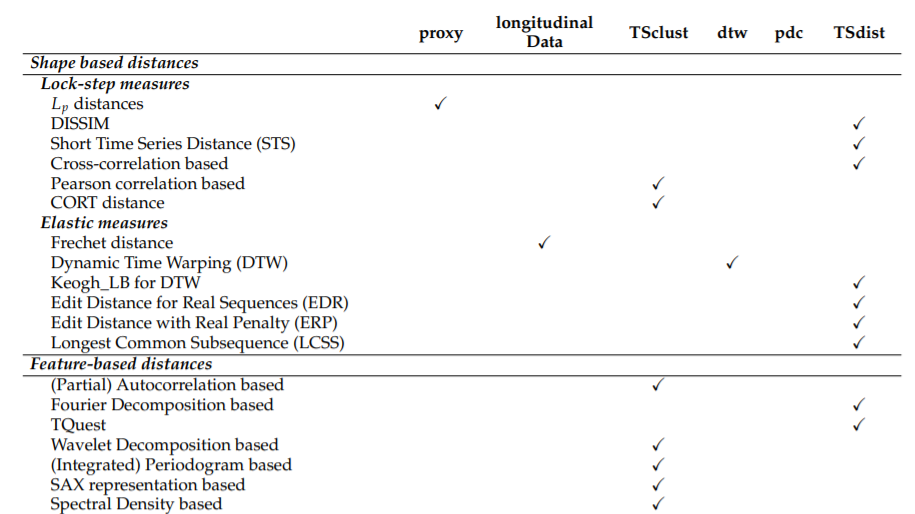 proxy longitudinal Data TSclust dtw pdc TSdist
Shape based distances
Lock-step measures
Lp distances ✓
DISSIM ✓
Short Time Series Distance (STS) ✓
Cross-correlation based ✓
Pearson correlation based ✓
CORT distance ✓
Elastic measures
Frechet distance ✓
Dynamic Time Warping (DTW) ✓
Keogh_LB for DTW ✓
Edit Distance for Real Sequences (EDR) ✓
Edit Distance with Real Penalty (ERP) ✓
Longest Common Subsequence (LCSS) ✓
Feature-based distances
(Partial) Autocorrelation based ✓
Fourier Decomposition based ✓
TQuest ✓
Wavelet Decomposition based ✓
(Integrated) Periodogram based ✓
SAX representation based ✓
Spectral Density based ✓